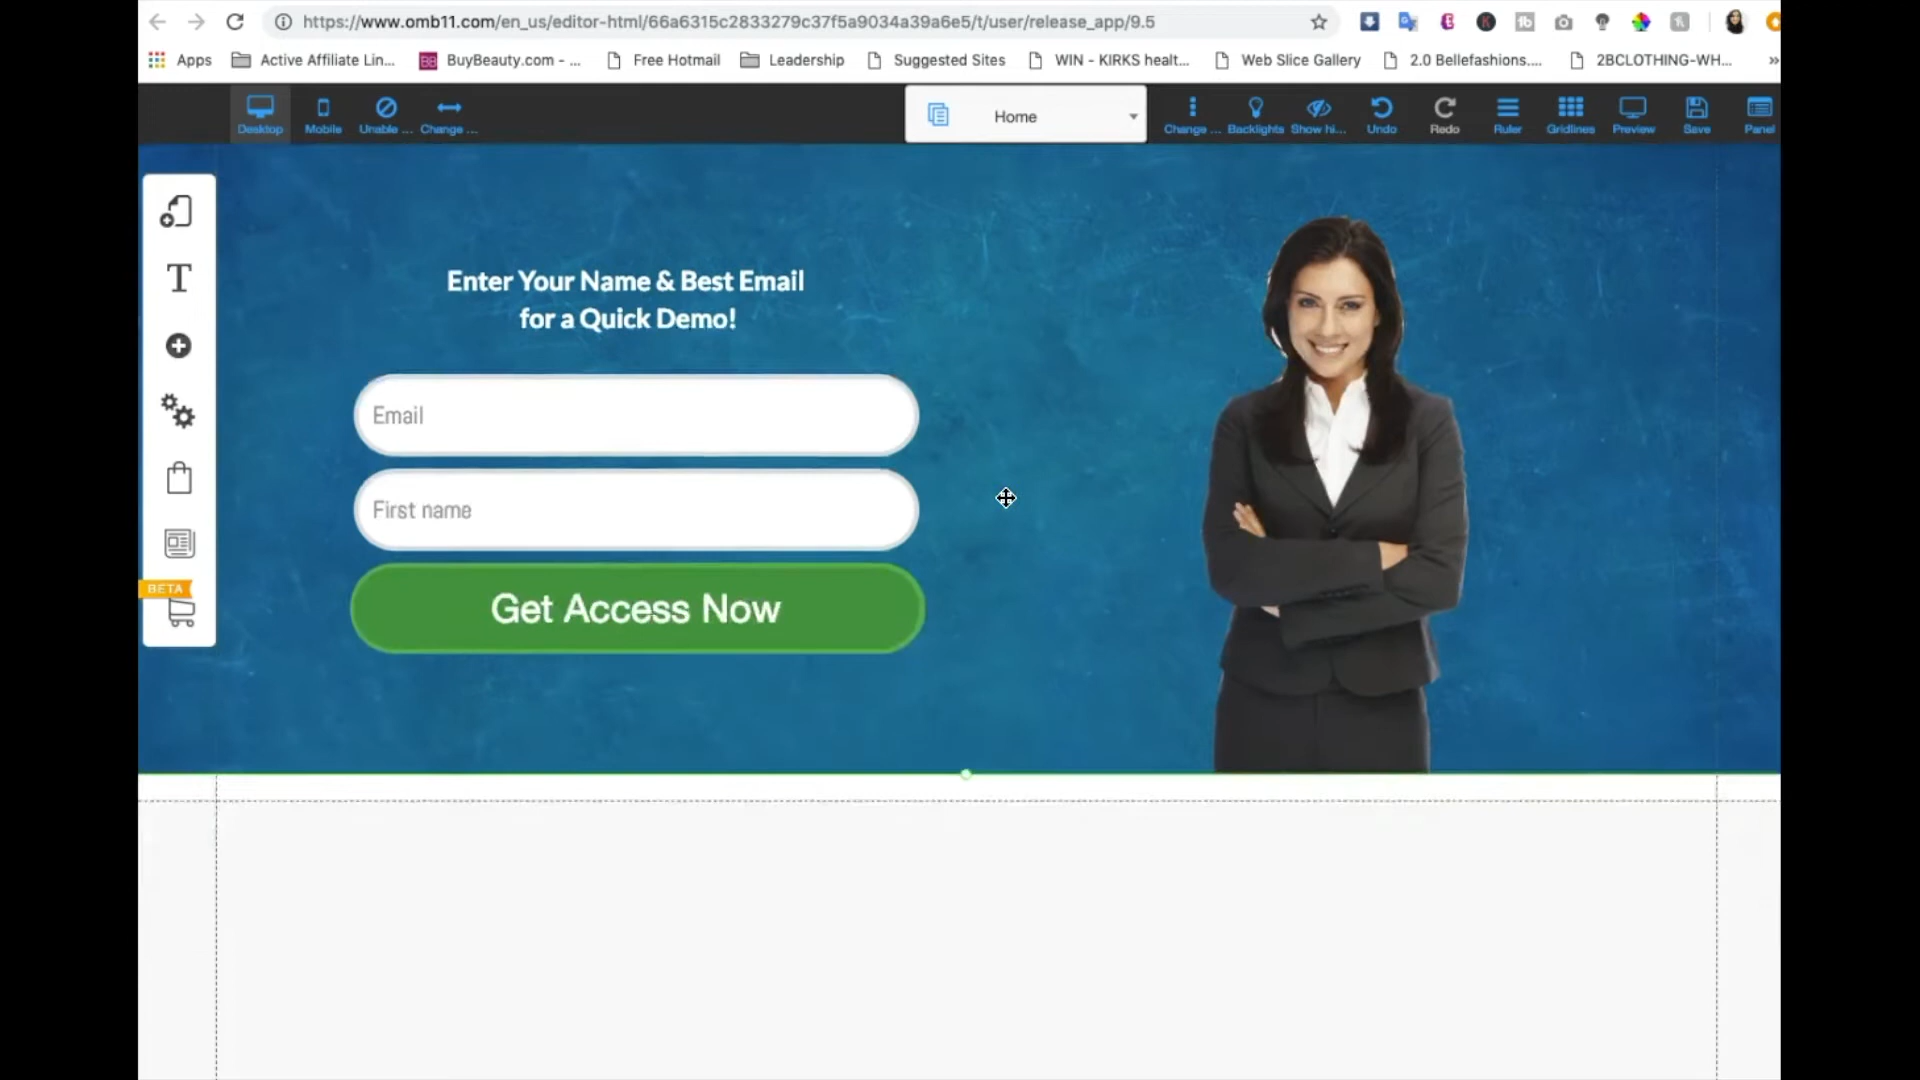 https://www.omb11.com/en_us/editor-html/66a6315c2833279c37f5a9034a39a6e5/t/user/release_app/9.5
Apps Active Affiliate Lin... BuyBeauty.com - ... Free Hotmail Leadership Suggested Sites WIN - KIRKS healt... Web Slice Gallery 2.0 Bellefashions.... 2BCLOTHING-WH... »
Desktop Mobile Unable ... Change ... Home Change ... Backlights Show hi... Undo Redo Ruler Gridlines Preview Save Panel
Enter Your Name & Best Email
for a Quick Demo!
Email
First name
Get Access Now
BETA